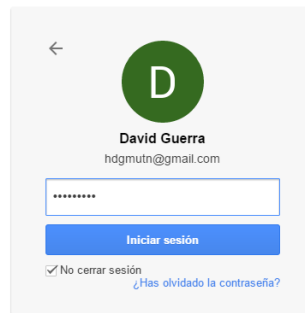 D
David Guerra
hdgmutn@gmail.com
•••••••••
Iniciar sesión
No cerrar sesión
¿Has olvidado la contraseña?